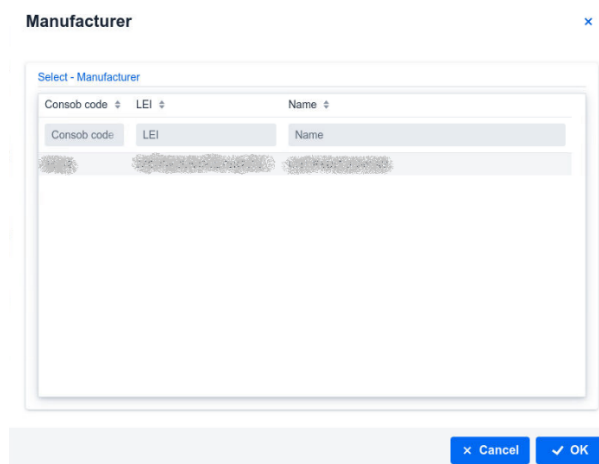 Manufacturer
Select - Manufacturer
Consob code LEI Name
Consob code LEI Name
Cancel OK